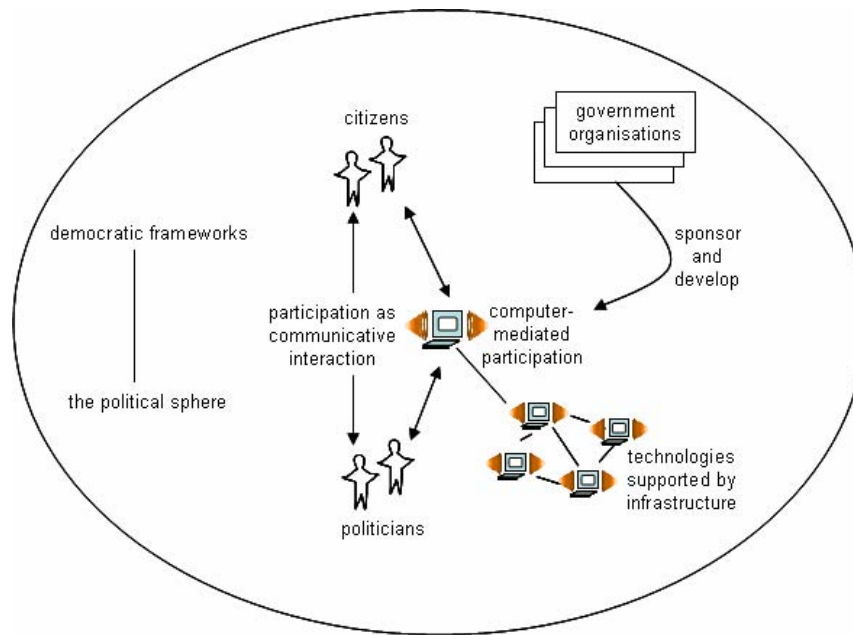 citizens
government
organisations
democratic frameworks
sponsor
and
develop
participation as
communicative
interaction
computer-
mediated
participation
the political sphere
technologies
supported by
infrastructure
politicians